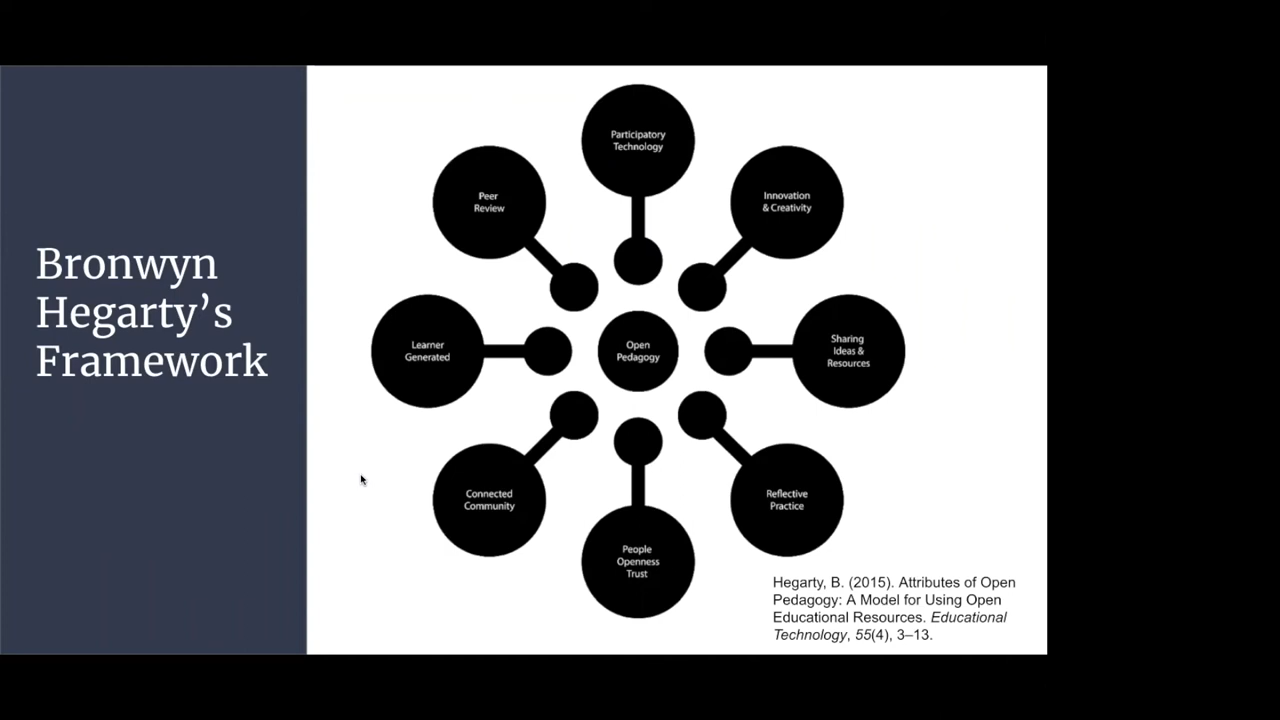 Bronwyn
Hegarty’s
Framework
Participatory
Technology
Peer
Review
Innovation
& Creativity
Learner
Generated
Open
Pedagogy
Sharing
Ideas &
Resources
Connected
Community
Reflective
Practice
People
Openness
Trust
Hegarty, B. (2015). Attributes of Open
Pedagogy: A Model for Using Open
Educational Resources. Educational
Technology, 55(4), 3–13.